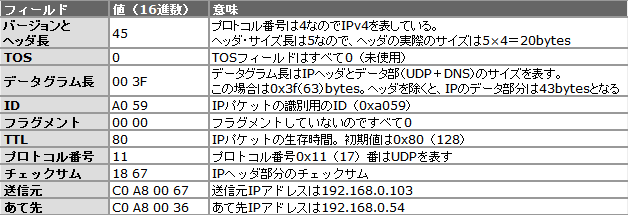 フィールド 値（16進数） 意味
バージョンと
ヘッダ長 45 プロトコル番号は4なのでIPv4を表している。
ヘッダ・サイズ長は5なので、ヘッダの実際のサイズは5×4＝20bytes
TOS 0 TOSフィールドはすべて0（未使用）
データグラム長 00 3F データグラム長はIPヘッダとデータ部（UDP＋DNS）のサイズを表す。
この場合は0x3f（63）bytes。ヘッダを除くと、IPのデータ部分は43bytesとなる
ID A0 59 IPパケットの識別用のID（0xa059）
フラグメント 00 00 フラグメントしていないのですべて0
TTL 80 IPパケットの生存時間。初期値は0x80（128）
プロトコル番号 11 プロトコル番号0x11（17）番はUDPを表す
チェックサム 18 67 IPヘッダ部分のチェックサム
送信元 C0 A8 00 67 送信元IPアドレスは192.168.0.103
あて先 C0 A8 00 36 あて先IPアドレスは192.168.0.54